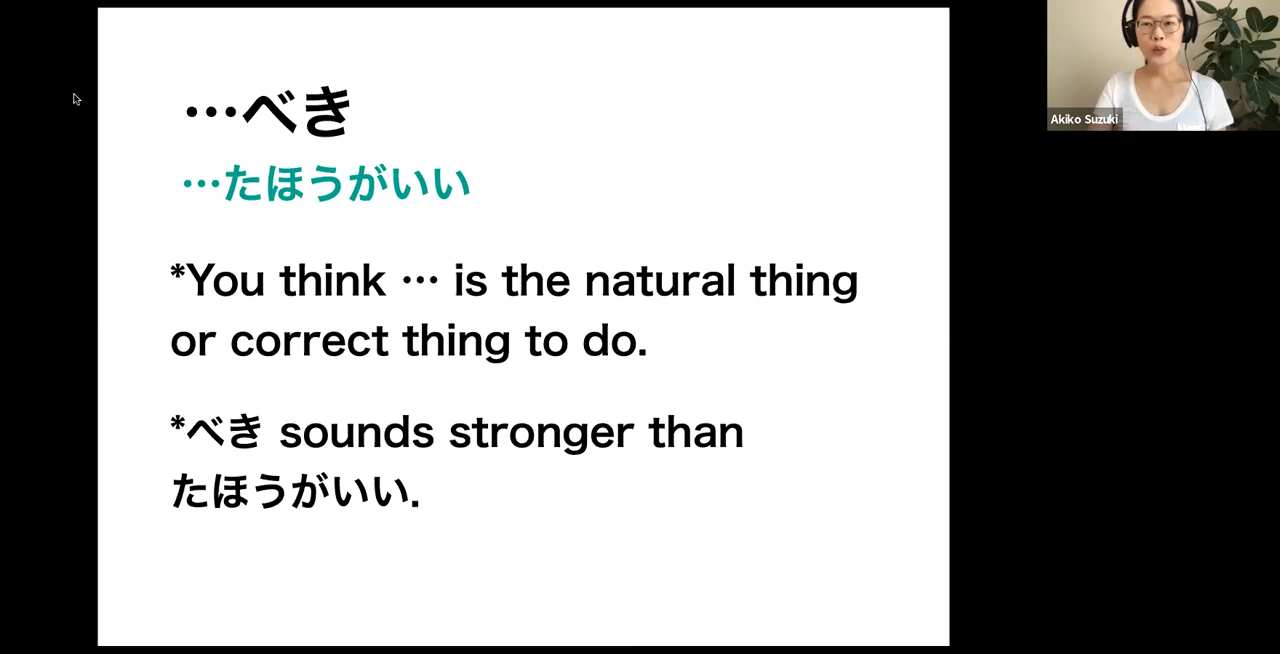 …べき
…たほうがいい
*You think … is the natural thing
or correct thing to do.
*べき sounds stronger than
たほうがいい.
Akiko Suzuki